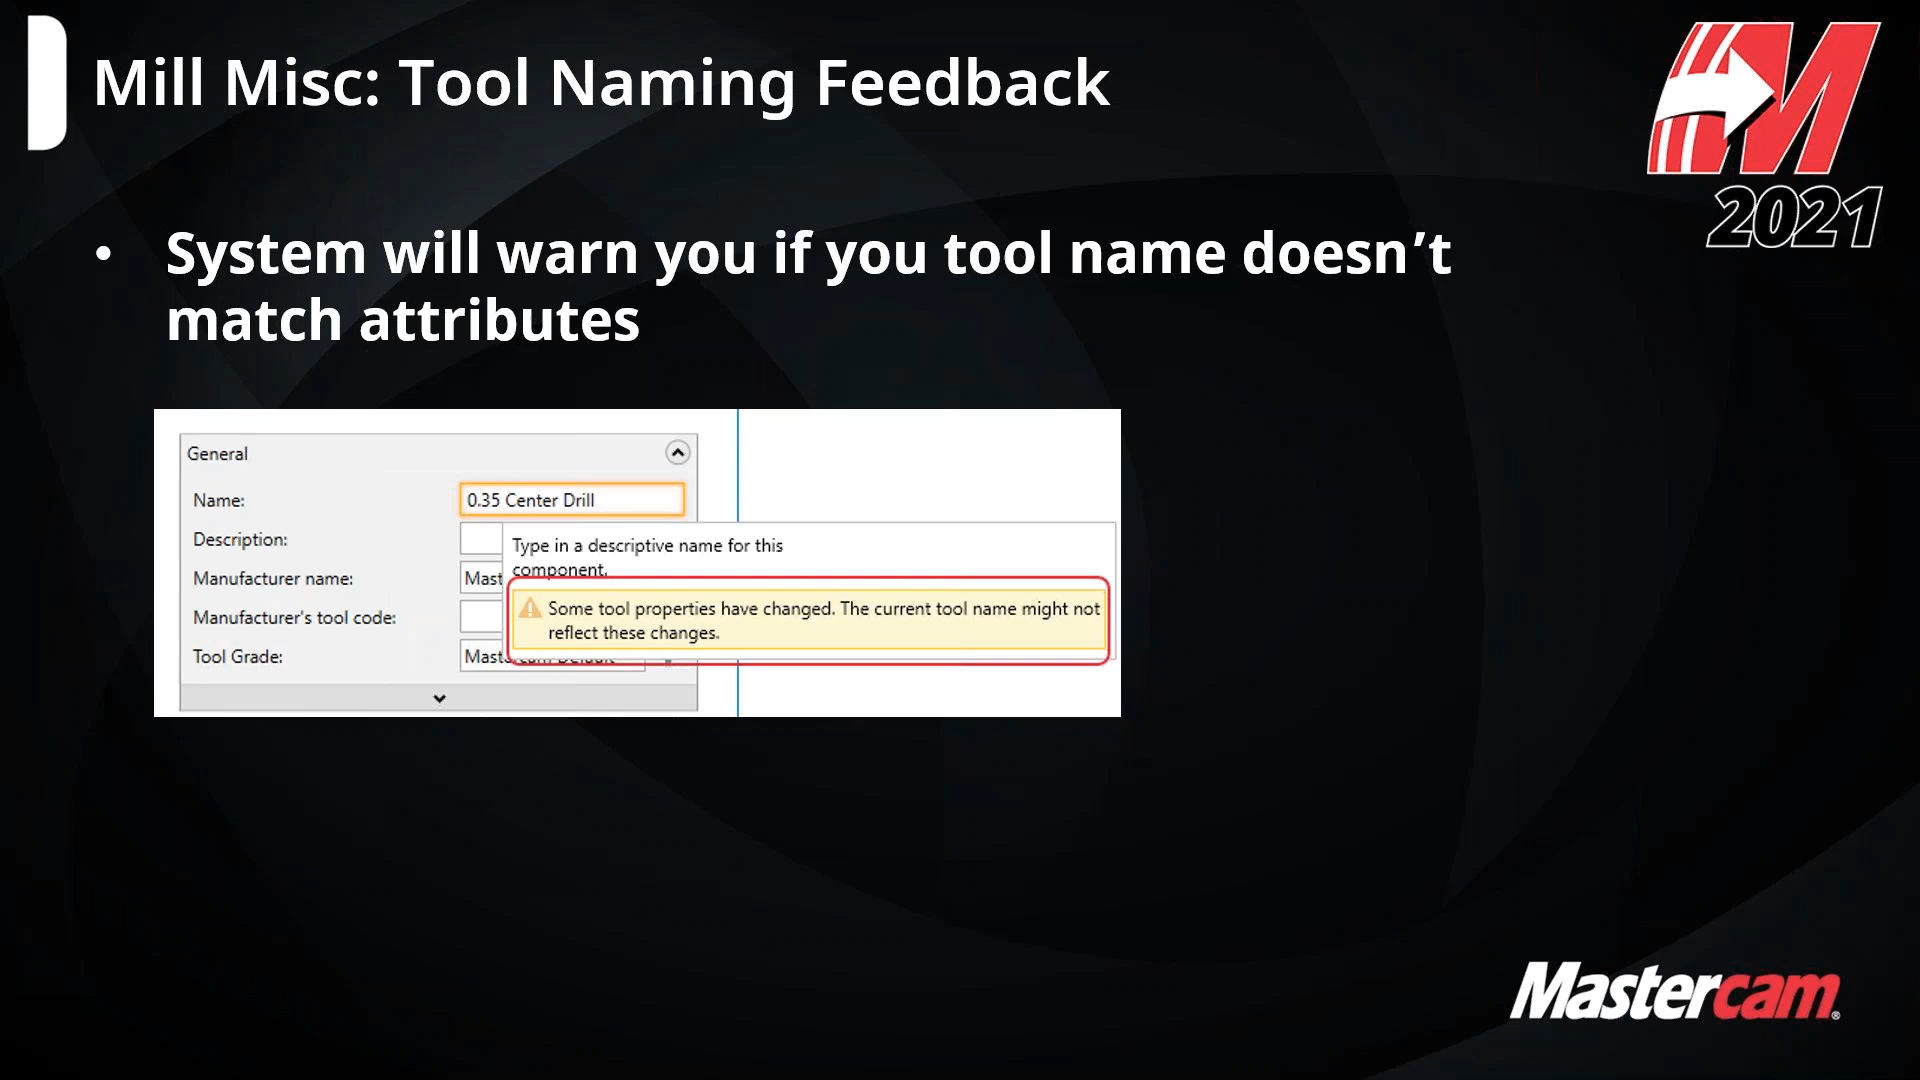 Mill Misc: Tool Naming Feedback
2021
• System will warn you if you tool name doesn’t
match attributes
General
Name:
0.35 Center Drill
Description:
Type in a descriptive name for this
component.
Manufacturer name:
Mast
Some tool properties have changed. The current tool name might not
reflect these changes.
Manufacturer's tool code:
Tool Grade:
Mastercam Default
Mastercam®